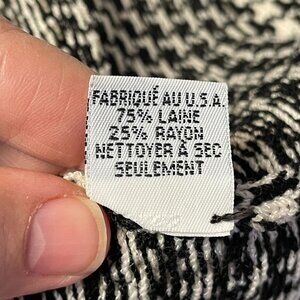 FABRIQUÉ AU U.S.A.
75% LAINE
25% RAYON
NETTOYER À SEC
SEULEMENT